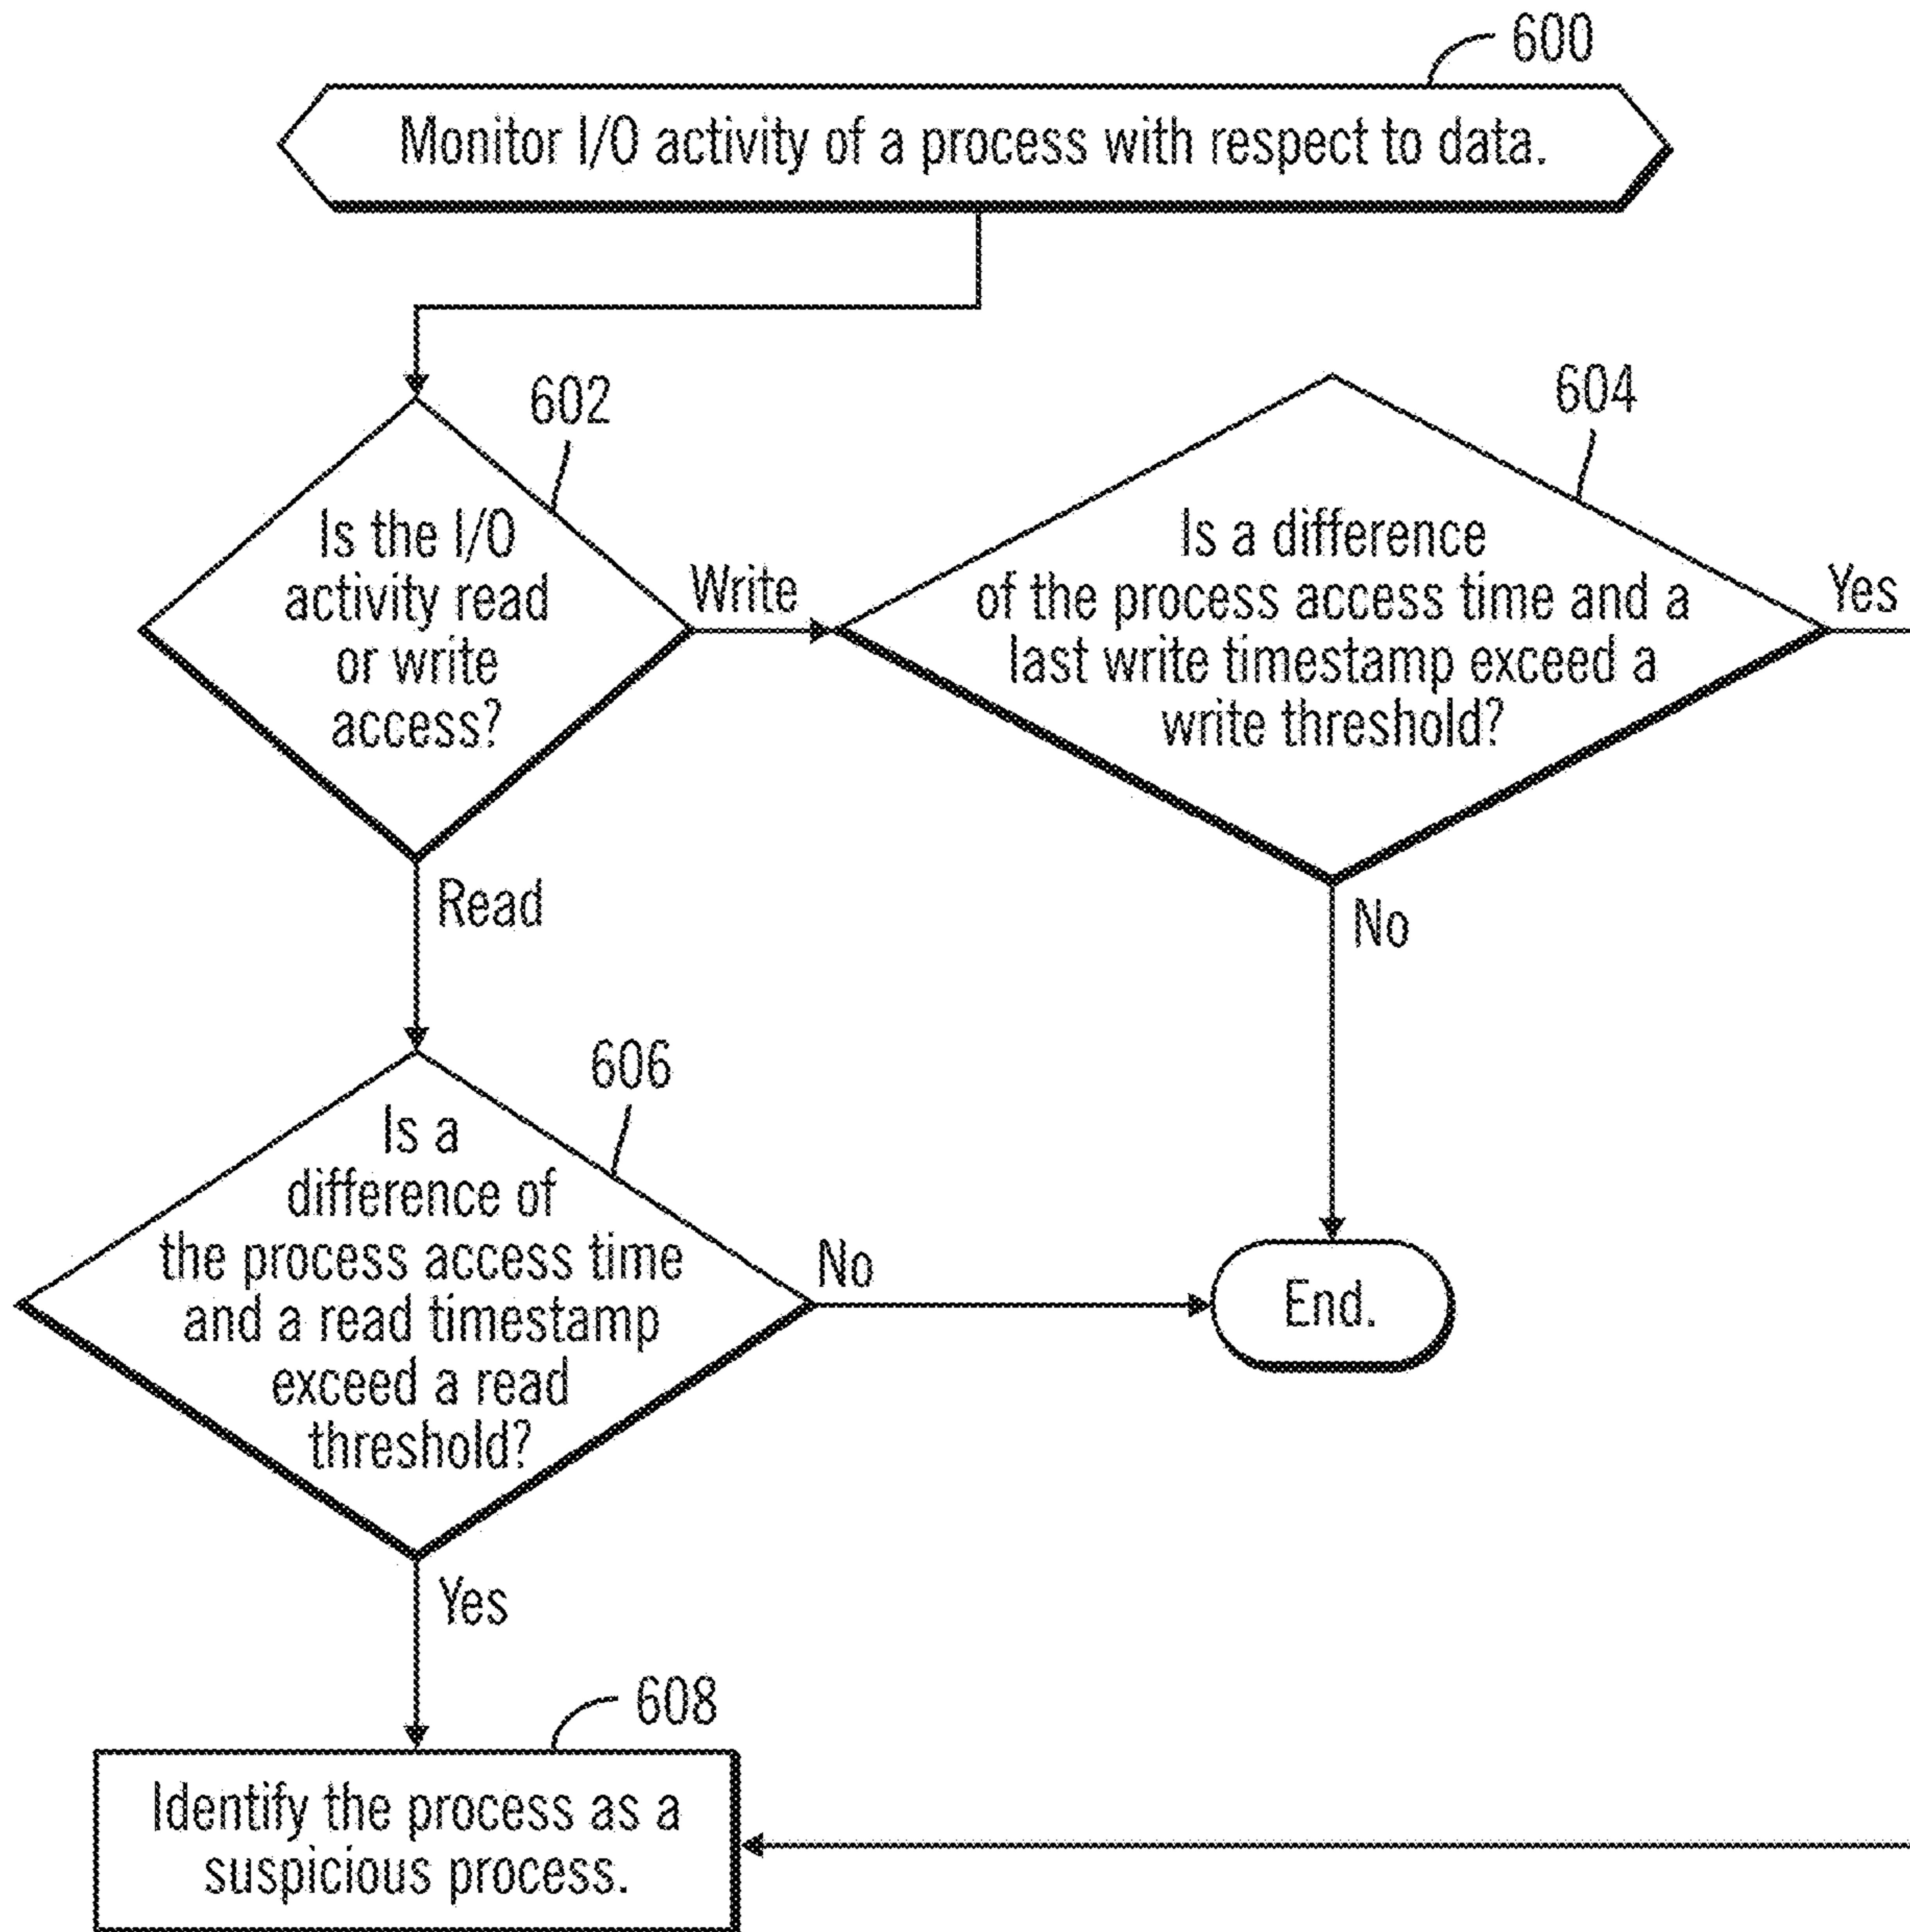 600
Monitor I/O activity of a process with respect to data.
602
Is the I/O
activity read
or write
access?
Write
604
Is a difference
of the process access time and a
last write timestamp exceed a
write threshold?
Yes
Read
No
606
Is a
difference of
the process access time
and a read timestamp
exceed a read
threshold?
No
End.
Yes
608
Identify the process as a
suspicious process.